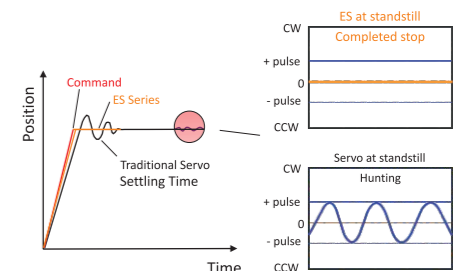 ES at standstill
CW
Completed stop
+ pulse
0
- pulse
CCW
Command
ES Series
Position
Traditional Servo
Settling Time
Time
Servo at standstill
CW
Hunting
+ pulse
0
- pulse
CCW